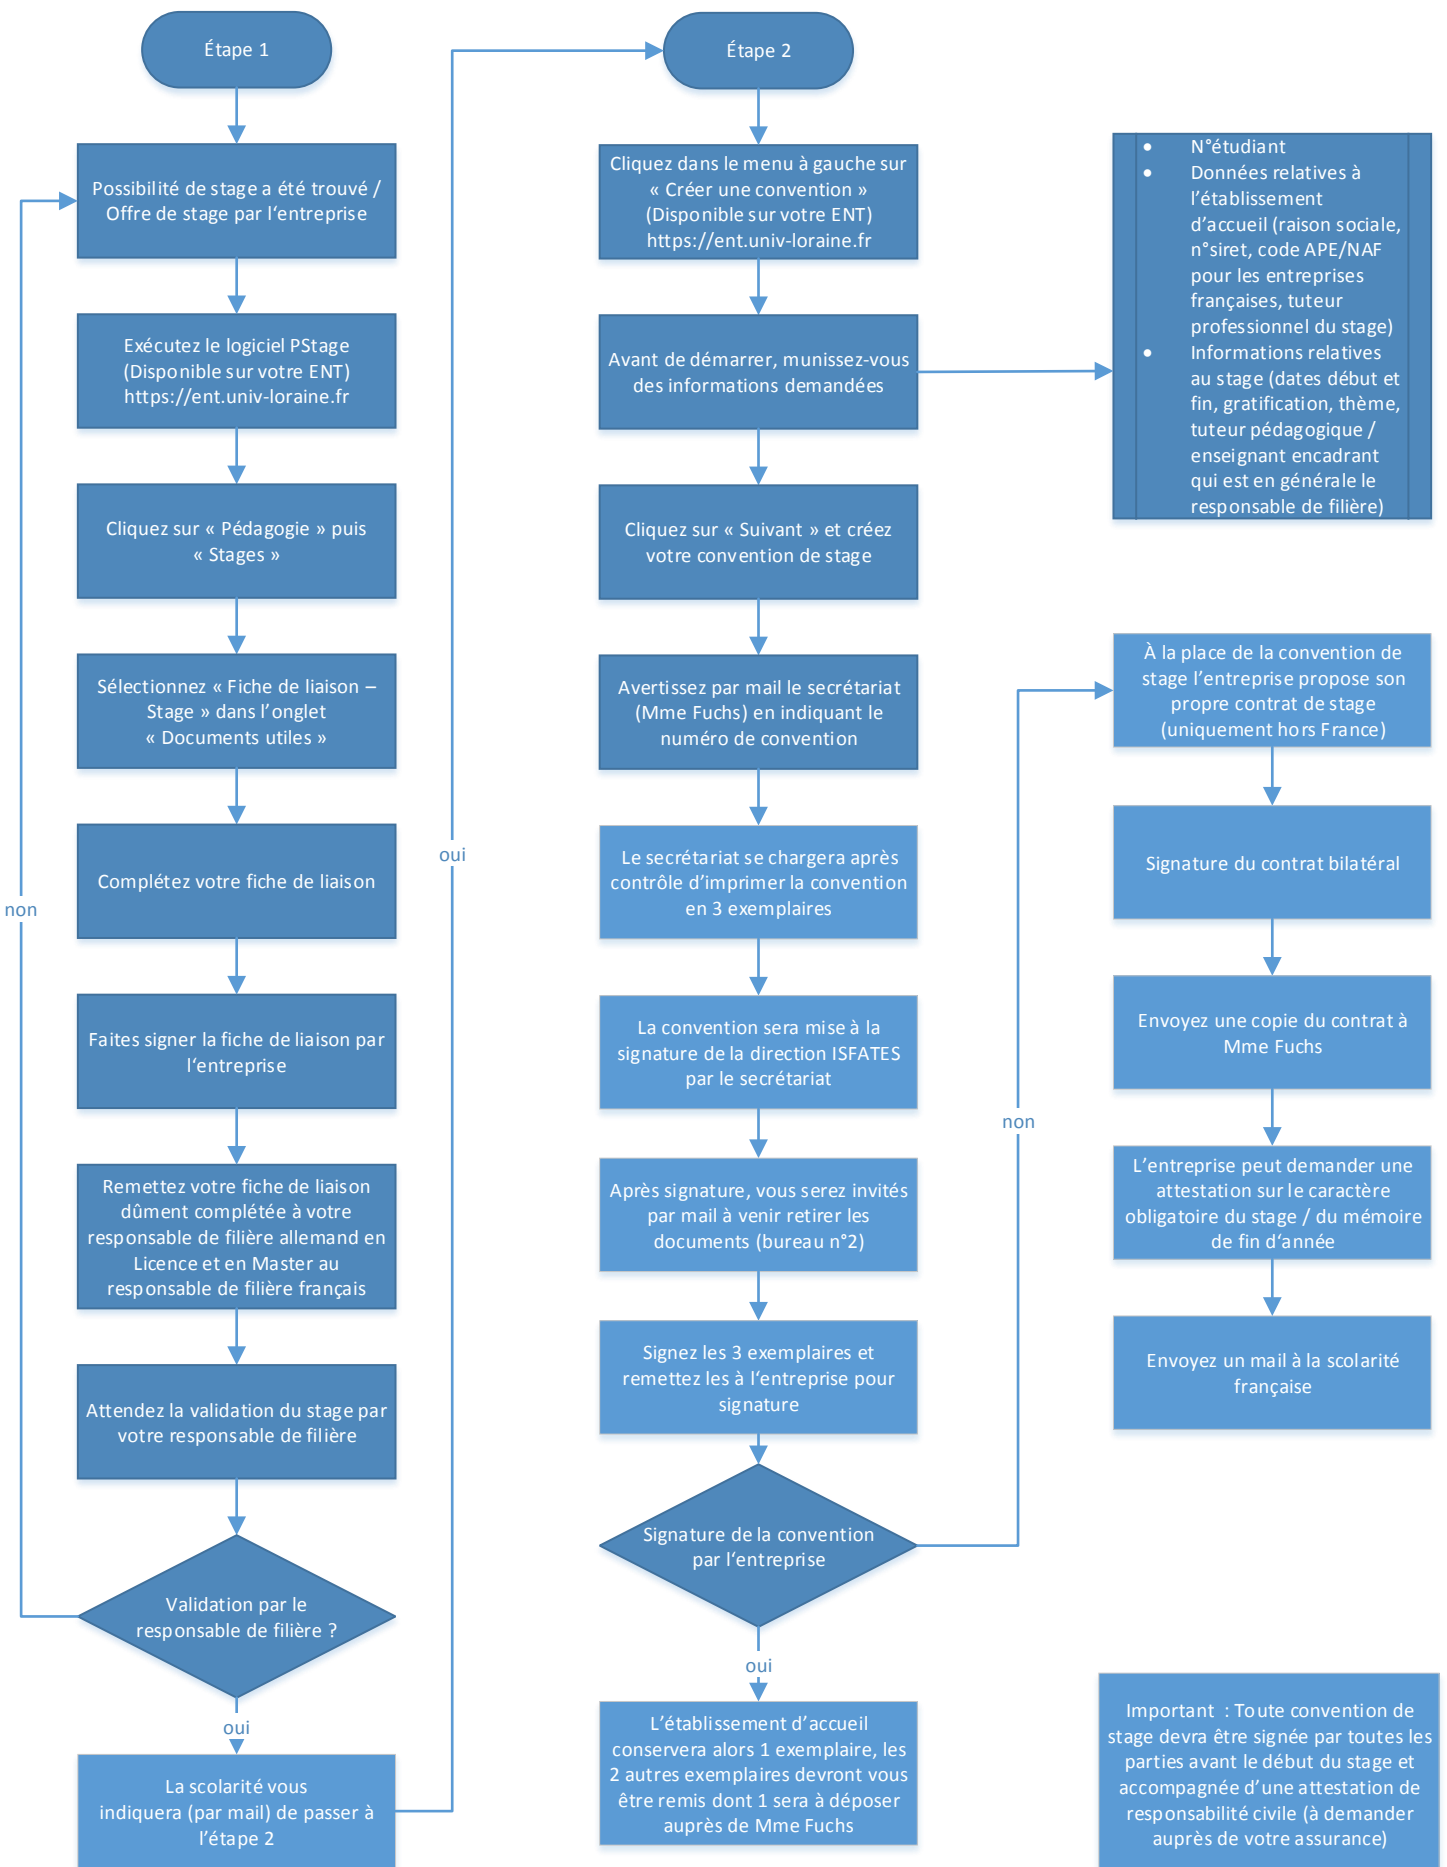 Étape 1
Possibilité de stage a été trouvé /
Offre de stage par l‘entreprise
Exécutez le logiciel PStage
(Disponible sur votre ENT)
https://ent.univ-loraine.fr
Cliquez sur « Pédagogie » puis
« Stages »
Sélectionnez « Fiche de liaison –
Stage » dans l’onglet
« Documents utiles »
Complétez votre fiche de liaison
Faites signer la fiche de liaison par
l‘entreprise
Remettez votre fiche de liaison
dûment complétée à votre
responsable de filière allemand en
Licence et en Master au
responsable de filière français
Attendez la validation du stage par
votre responsable de filière
Validation par le
responsable de filière ?
non
oui
La scolarité vous
indiquera (par mail) de passer à
l’étape 2
oui
Étape 2
Cliquez dans le menu à gauche sur
« Créer une convention »
(Disponible sur votre ENT)
https://ent.univ-loraine.fr
Avant de démarrer, munissez-vous
des informations demandées
Cliquez sur « Suivant » et créez
votre convention de stage
Avertissez par mail le secrétariat
(Mme Fuchs) en indiquant le
numéro de convention
Le secrétariat se chargera après
contrôle d’imprimer la convention
en 3 exemplaires
La convention sera mise à la
signature de la direction ISFATES
par le secrétariat
Après signature, vous serez invités
par mail à venir retirer les
documents (bureau n°2)
Signez les 3 exemplaires et
remettez les à l‘entreprise pour
signature
Signature de la convention
par l‘entreprise
oui
L’établissement d’accueil
conservera alors 1 exemplaire, les
2 autres exemplaires devront vous
être remis dont 1 sera à déposer
auprès de Mme Fuchs
non
• N°étudiant
• Données relatives à
l’établissement
d’accueil (raison sociale,
n°siret, code APE/NAF
pour les entreprises
françaises, tuteur
professionnel du stage)
• Informations relatives
au stage (dates début et
fin, gratification, thème,
tuteur pédagogique /
enseignant encadrant
qui est en générale le
responsable de filière)
À la place de la convention de
stage l’entreprise propose son
propre contrat de stage
(uniquement hors France)
Signature du contrat bilatéral
Envoyez une copie du contrat à
Mme Fuchs
L’entreprise peut demander une
attestation sur le caractère
obligatoire du stage / du mémoire
de fin d‘année
Envoyez un mail à la scolarité
française
Important : Toute convention de
stage devra être signée par toutes les
parties avant le début du stage et
accompagnée d’une attestation de
responsabilité civile (à demander
auprès de votre assurance)